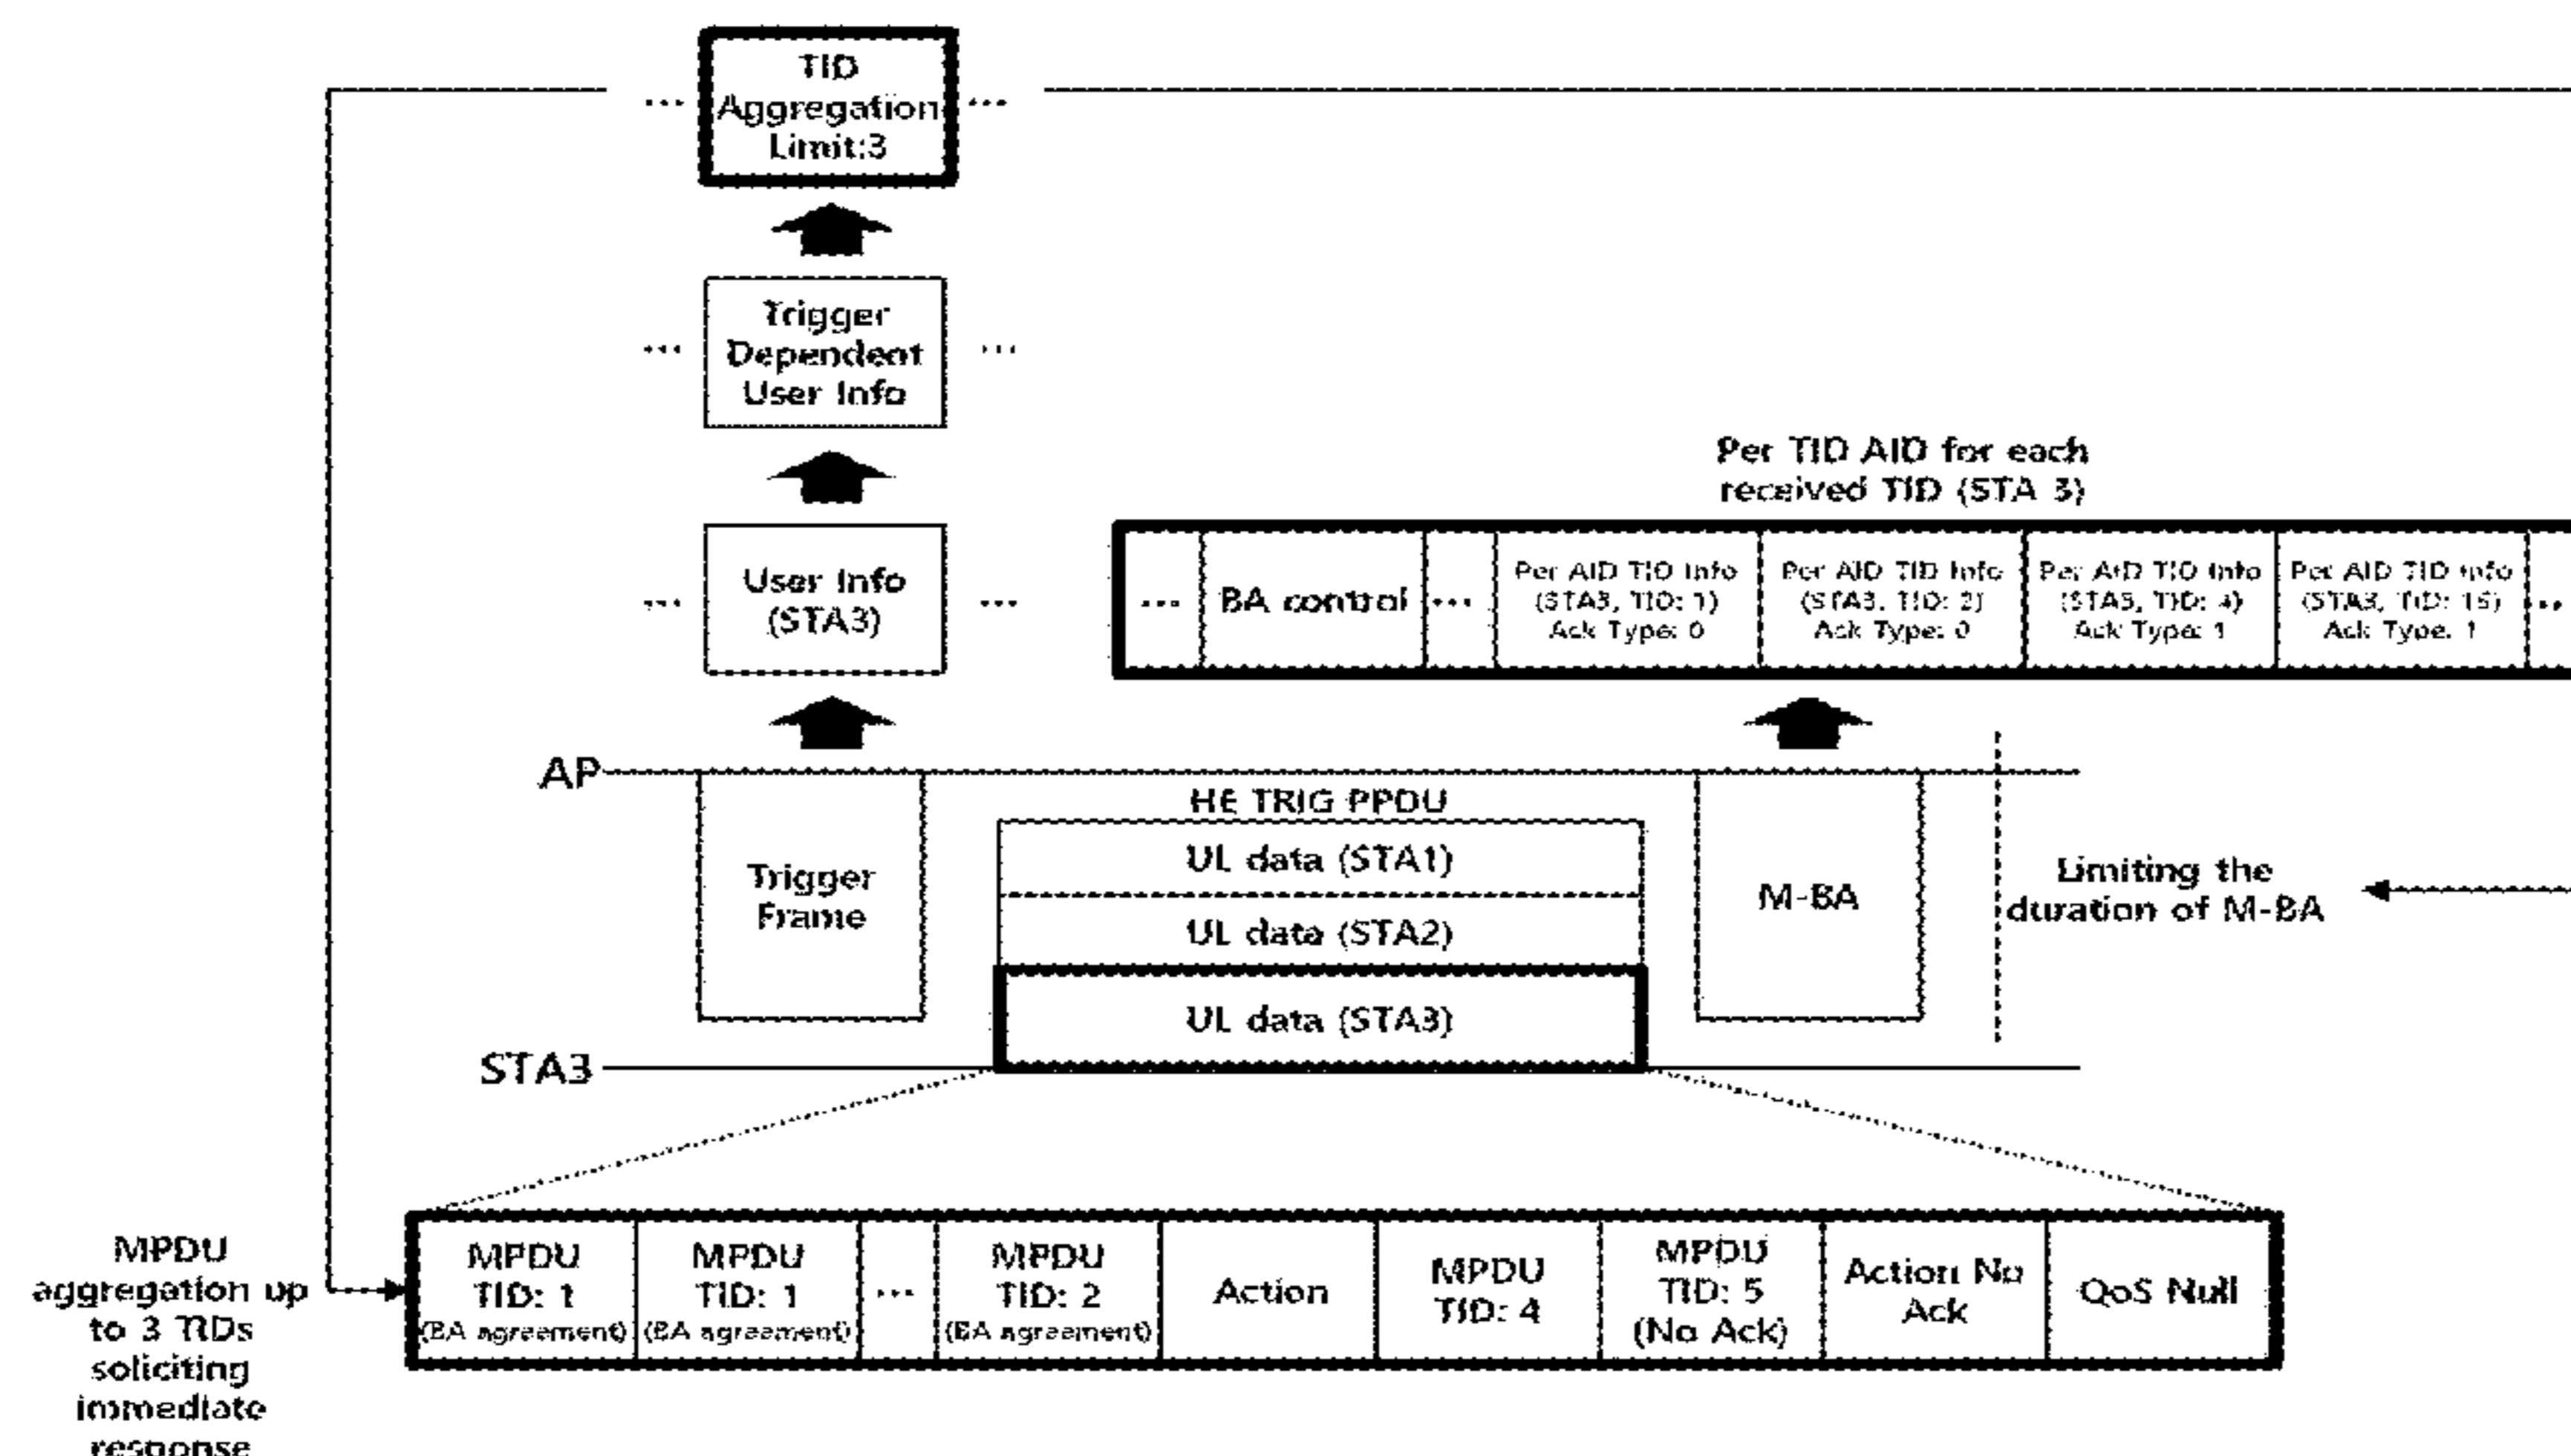 TID
Aggregation
Limit:3
Trigger
Dependent
User Info
Per TID AID for each
received TID (STA 3)
User Info
(STA3)
BA control
Per AID TID Info
(STA3, TID: 1)
Ack Type: 0
Per AID TID Info
(STA3, TID: 2)
Ack Type: 0
Per AID TID Info
(STA3, TID: 4)
Ack Type: 1
Per AID TID Info
(STA3, TID: 15)
Ack Type: 1
AP
HE TRIG PPDU
Trigger
Frame
UL data (STA1)
UL data (STA2)
UL data (STA3)
M-BA
Limiting the
duration of M-BA
STA3
MPDU
aggregation up
to 3 TIDs
soliciting
immediate
response
MPDU
TID: 1
(BA agreement)
MPDU
TID: 1
(BA agreement)
...
MPDU
TID: 2
(BA agreement)
Action
MPDU
TID: 4
MPDU
TID: 5
(No Ack)
Action No
Ack
QoS Null